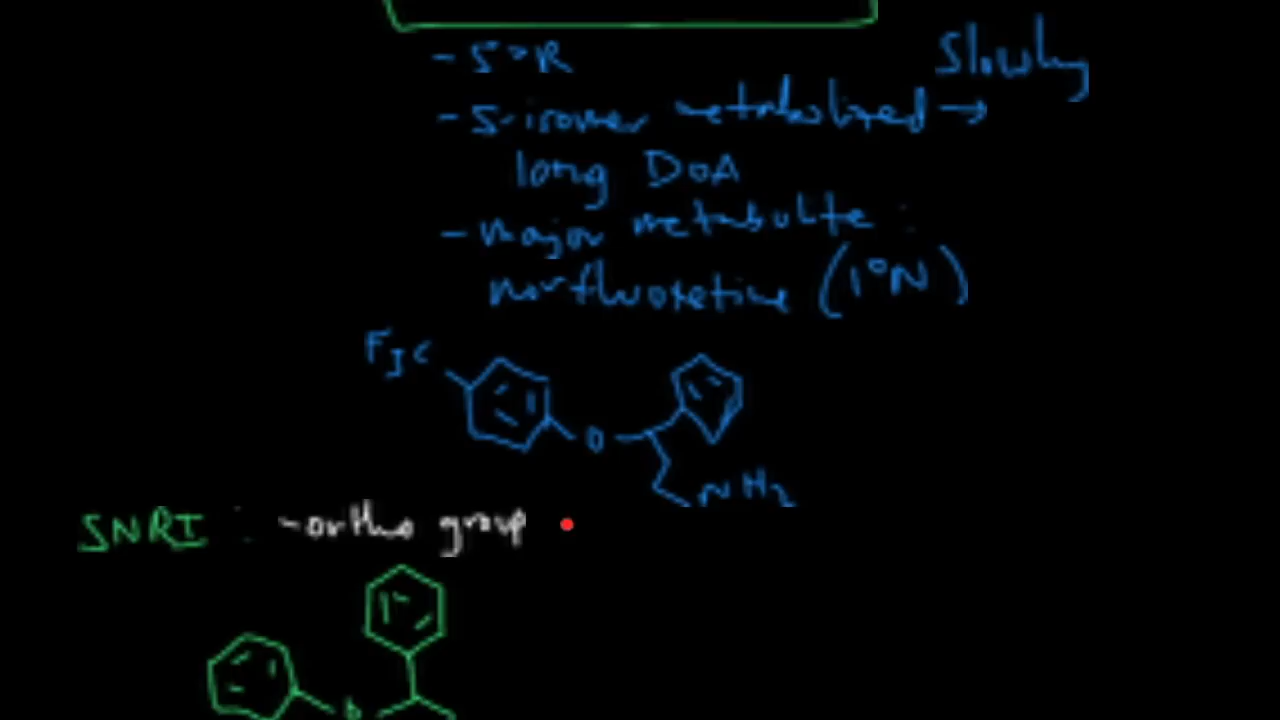 - S > R
Slowly
- S-isomer metabolized →
long DoA
- major metabolite :
norfluoxetine (1°N)
F3C
O
NH2
SNRI : - ortho group
O